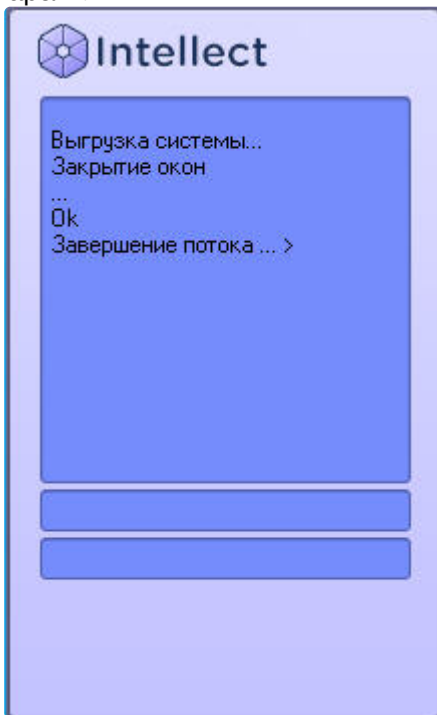 Intellect
Выгрузка системы...
Закрытие окон
...
Ok
Завершение потока ... >